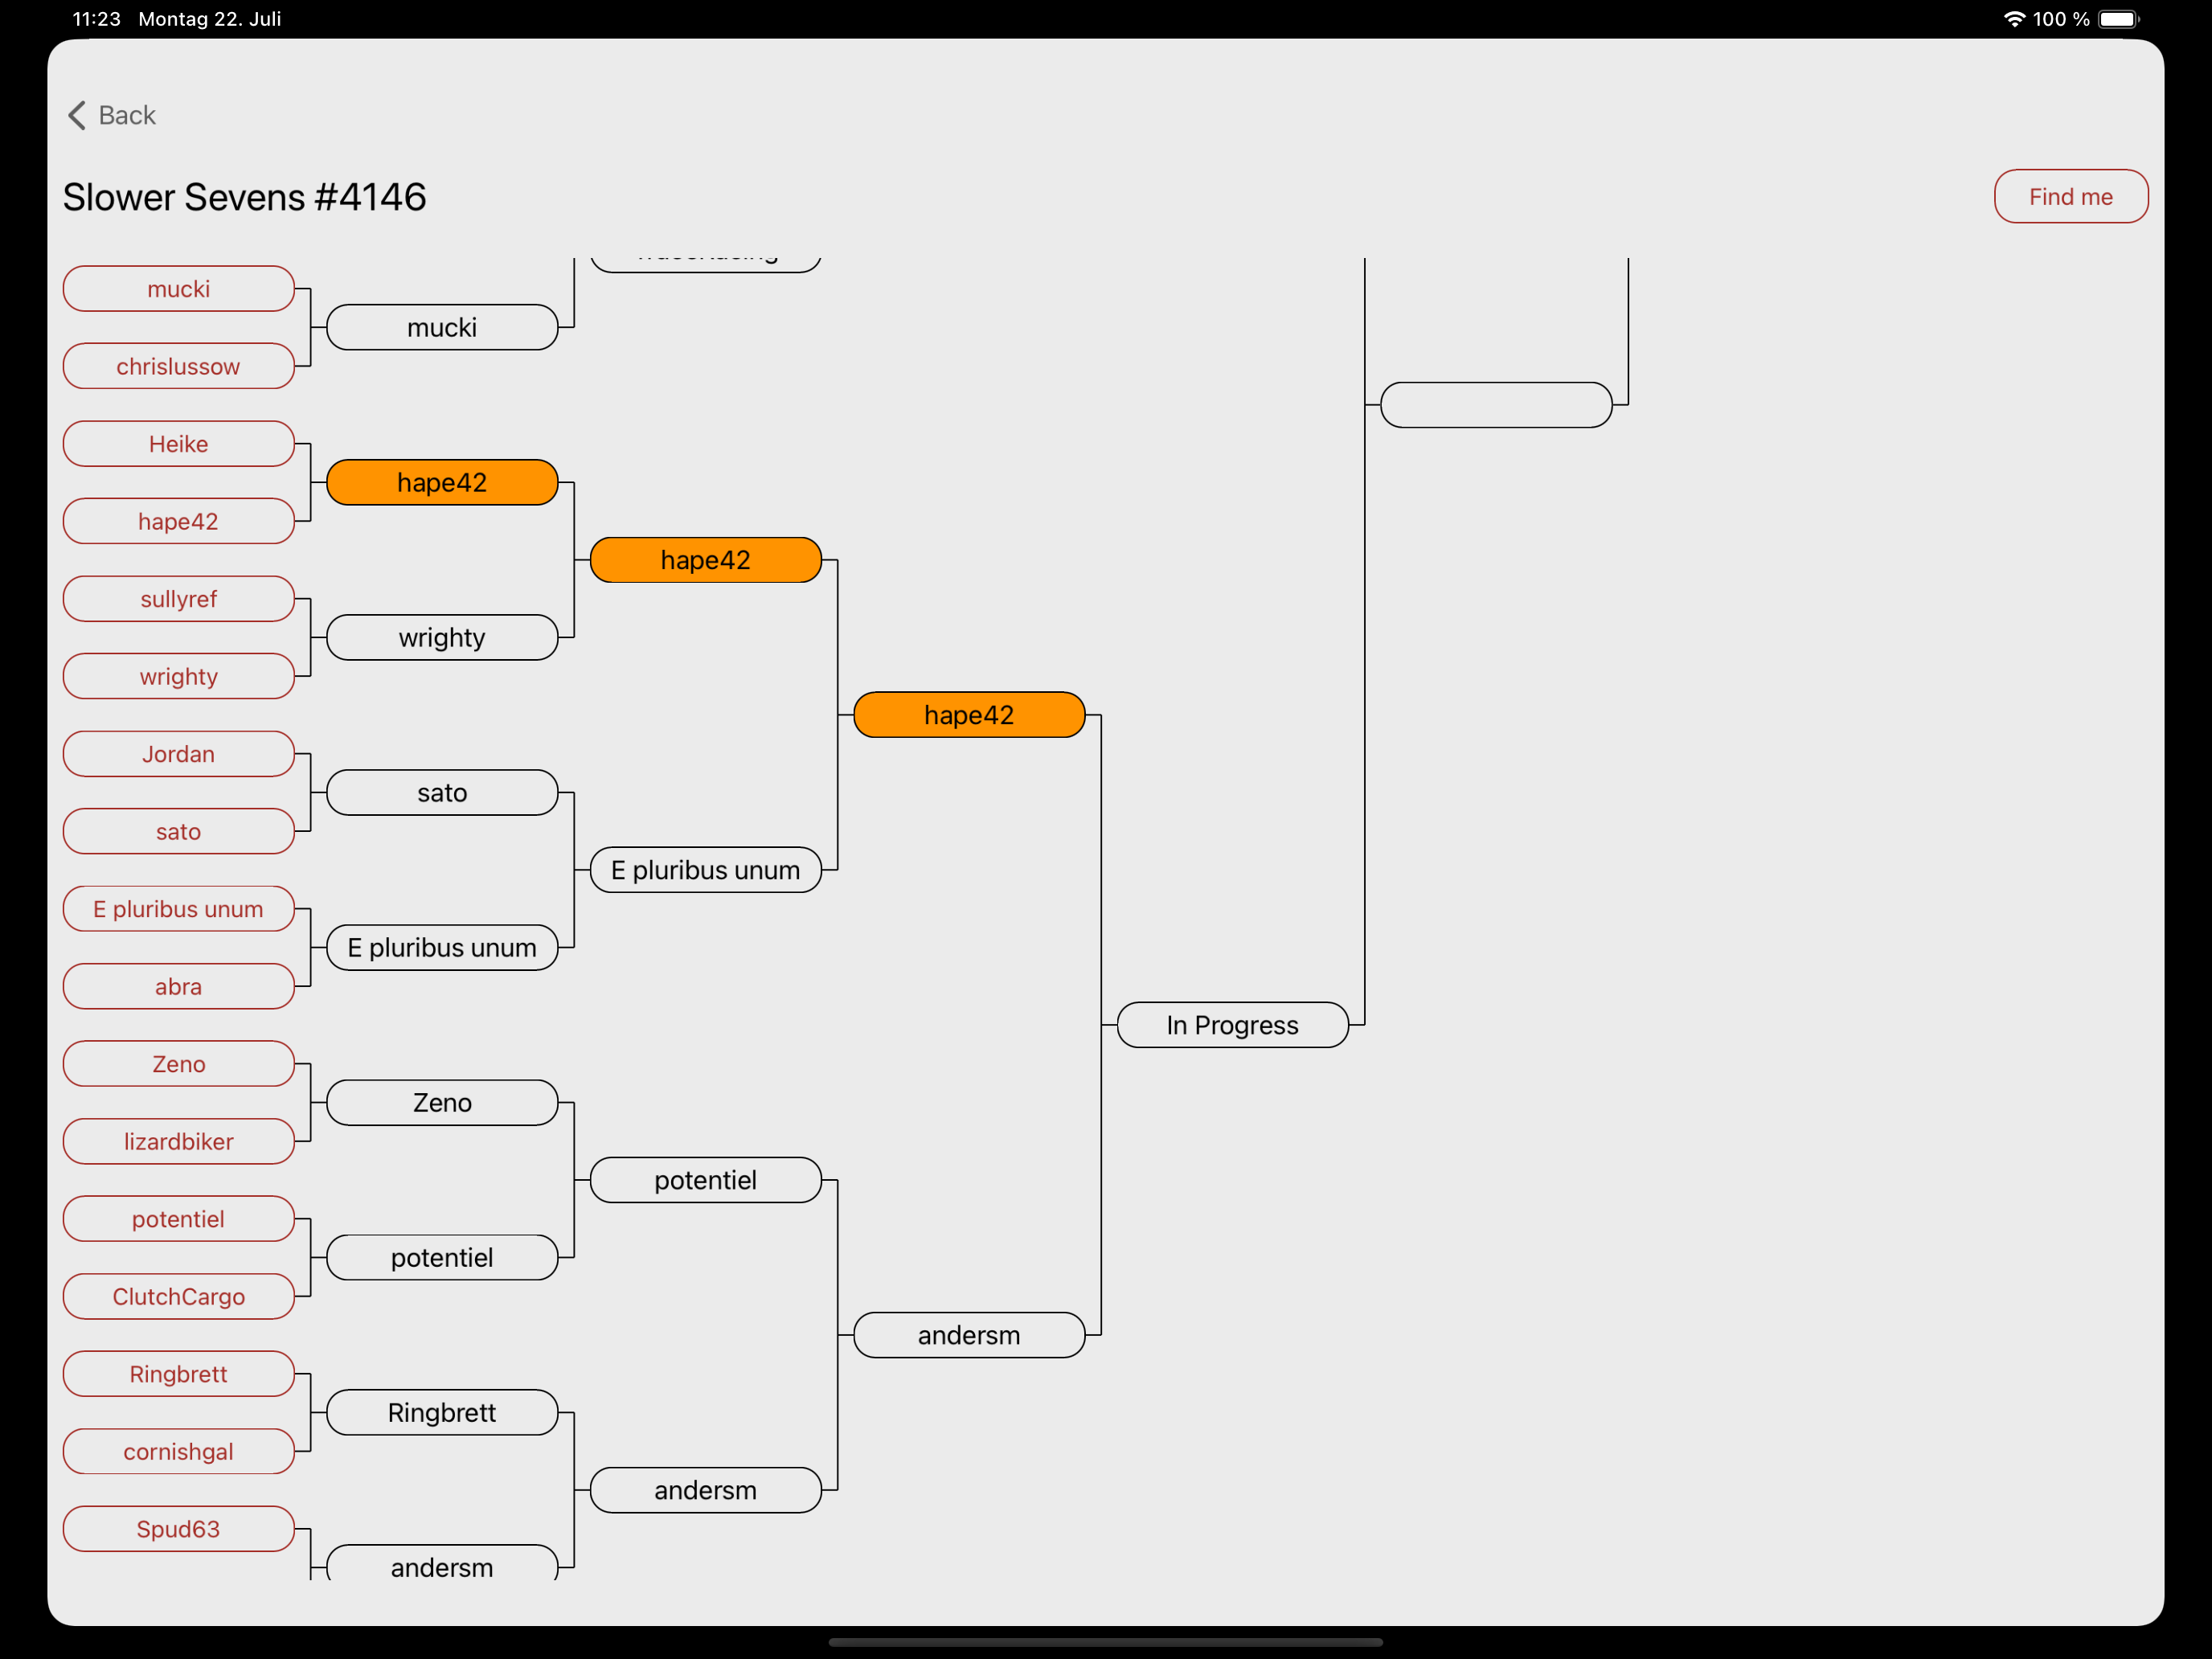 11:23 Montag 22. Juli
100 %
Back
Slower Sevens #4146
Find me
mucki
mucki
chrislussow
Heike
hape42
hape42
hape42
sullyref
wrighty
wrighty
hape42
Jordan
sato
sato
E pluribus unum
E pluribus unum
E pluribus unum
abra
In Progress
Zeno
Zeno
lizardbiker
potentiel
potentiel
potentiel
ClutchCargo
andersm
Ringbrett
Ringbrett
cornishgal
andersm
Spud63
andersm